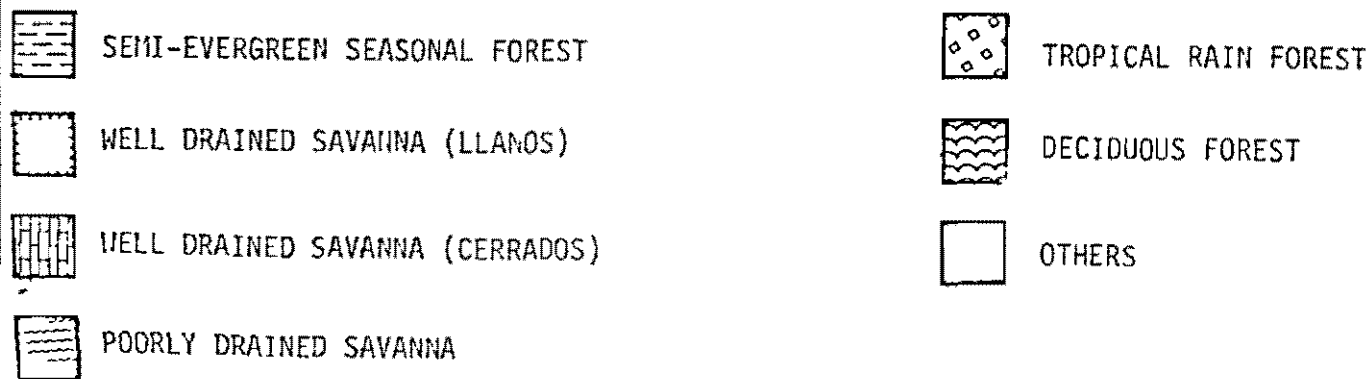 SEMI-EVERGREEN SEASONAL FOREST
WELL DRAINED SAVANNA (LLANOS)
WELL DRAINED SAVANNA (CERRADOS)
POORLY DRAINED SAVANNA
TROPICAL RAIN FOREST
DECIDUOUS FOREST
OTHERS